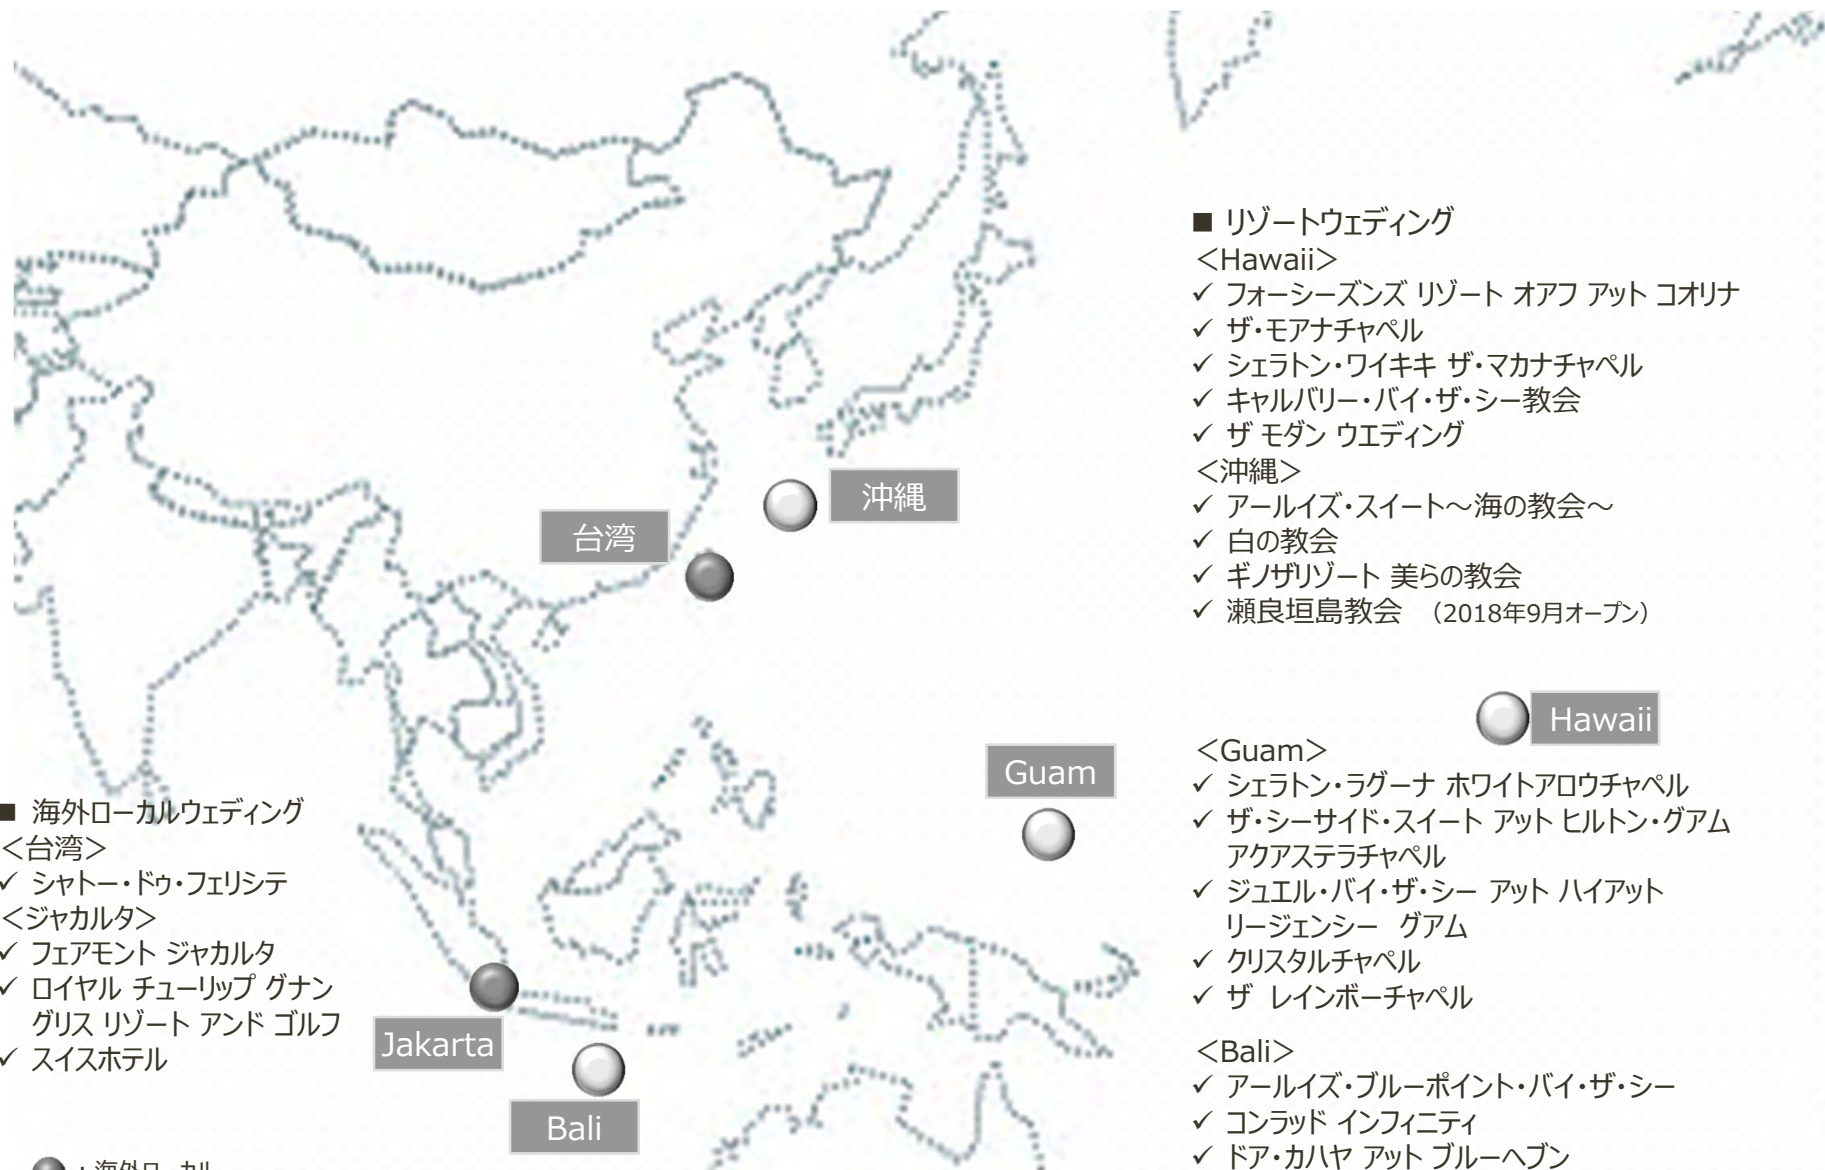 ■ リゾートウェディング
＜Hawaii＞
✓ フォーシーズンズ リゾート オアフ アット コオリナ
✓ ザ・モアナチャペル
✓ シェラトン・ワイキキ ザ・マカナチャペル
✓ キャルバリー・バイ・ザ・シー教会
✓ ザ モダン ウエディング
＜沖縄＞
✓ アールイズ・スイート～海の教会～
✓ 白の教会
✓ ギノザリゾート 美らの教会
✓ 瀬良垣島教会 （2018年9月オープン）
沖縄
台湾
Hawaii
Guam
＜Guam＞
✓ シェラトン・ラグーナ ホワイトアロウチャペル
✓ ザ・シーサイド・スイート アット ヒルトン・グアム
アクアステラチャペル
✓ ジュエル・バイ・ザ・シー アット ハイアット
リージェンシー グアム
✓ クリスタルチャペル
✓ ザ レインボーチャペル
＜Bali＞
✓ アールイズ・ブルーポイント・バイ・ザ・シー
✓ コンラッド インフィニティ
✓ ドア・カハヤ アット ブルーヘブン
■ 海外ローカルウェディング
＜台湾＞
✓ シャトー・ドゥ・フェリシテ
＜ジャカルタ＞
✓ フェアモント ジャカルタ
✓ ロイヤル チューリップ グナン
グリス リゾート アンド ゴルフ
✓ スイスホテル
Jakarta
Bali
：海外ローカル